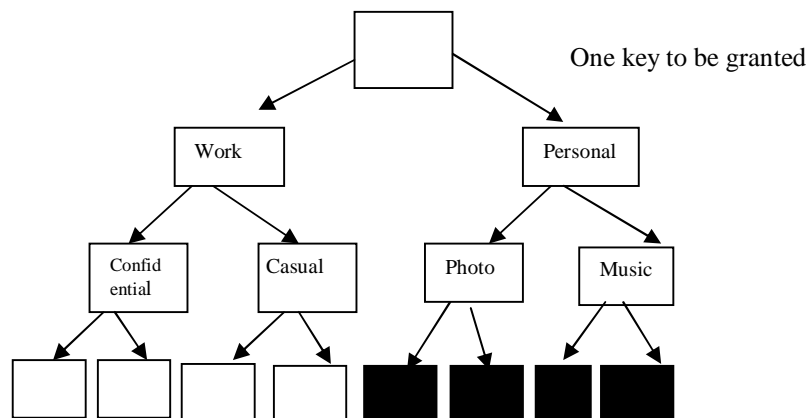 One key to be granted
Work
Personal
Confid
ential
Casual
Photo
Music